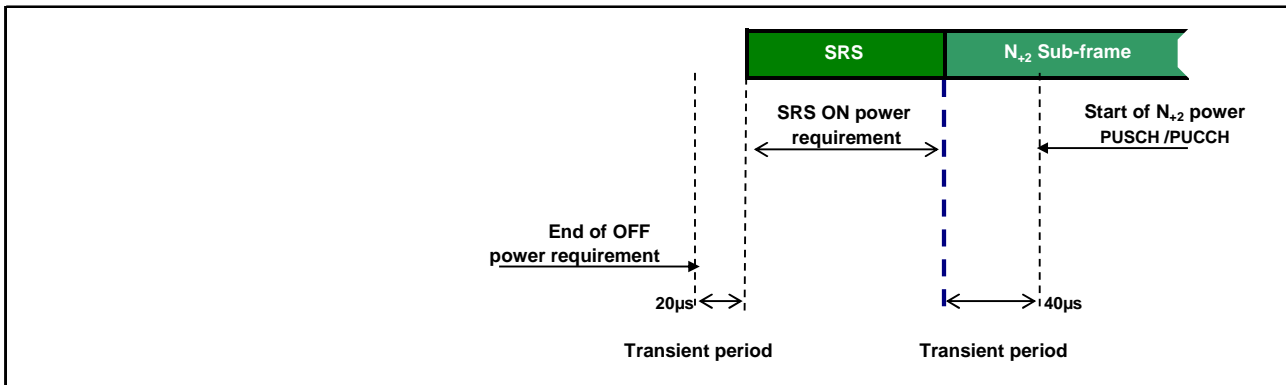 SRS
N+2 Sub-frame
SRS ON power
requirement
Start of N+2 power
PUSCH /PUCCH
End of OFF
power requirement
20µs
40µs
Transient period
Transient period